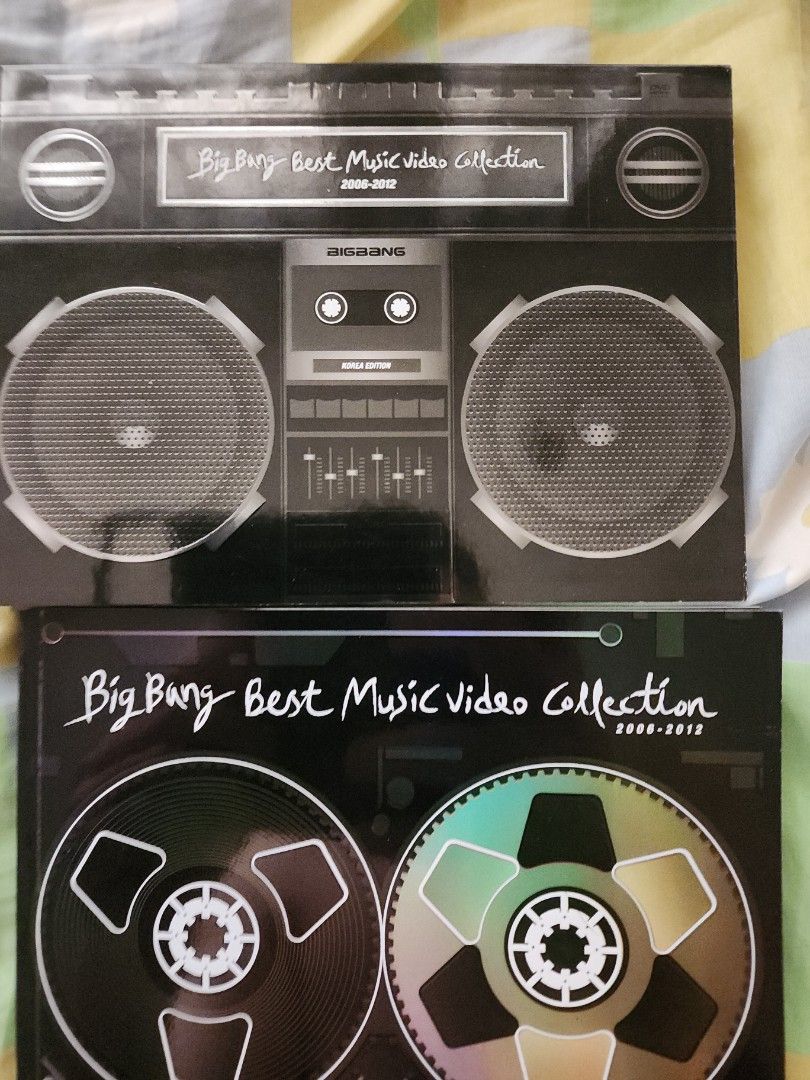 DVD
Big Bang Best Music Video Collection
2006-2012
BIGBANG
KOREA EDITION
Big Bang Best Music Video Collection
2006-2012